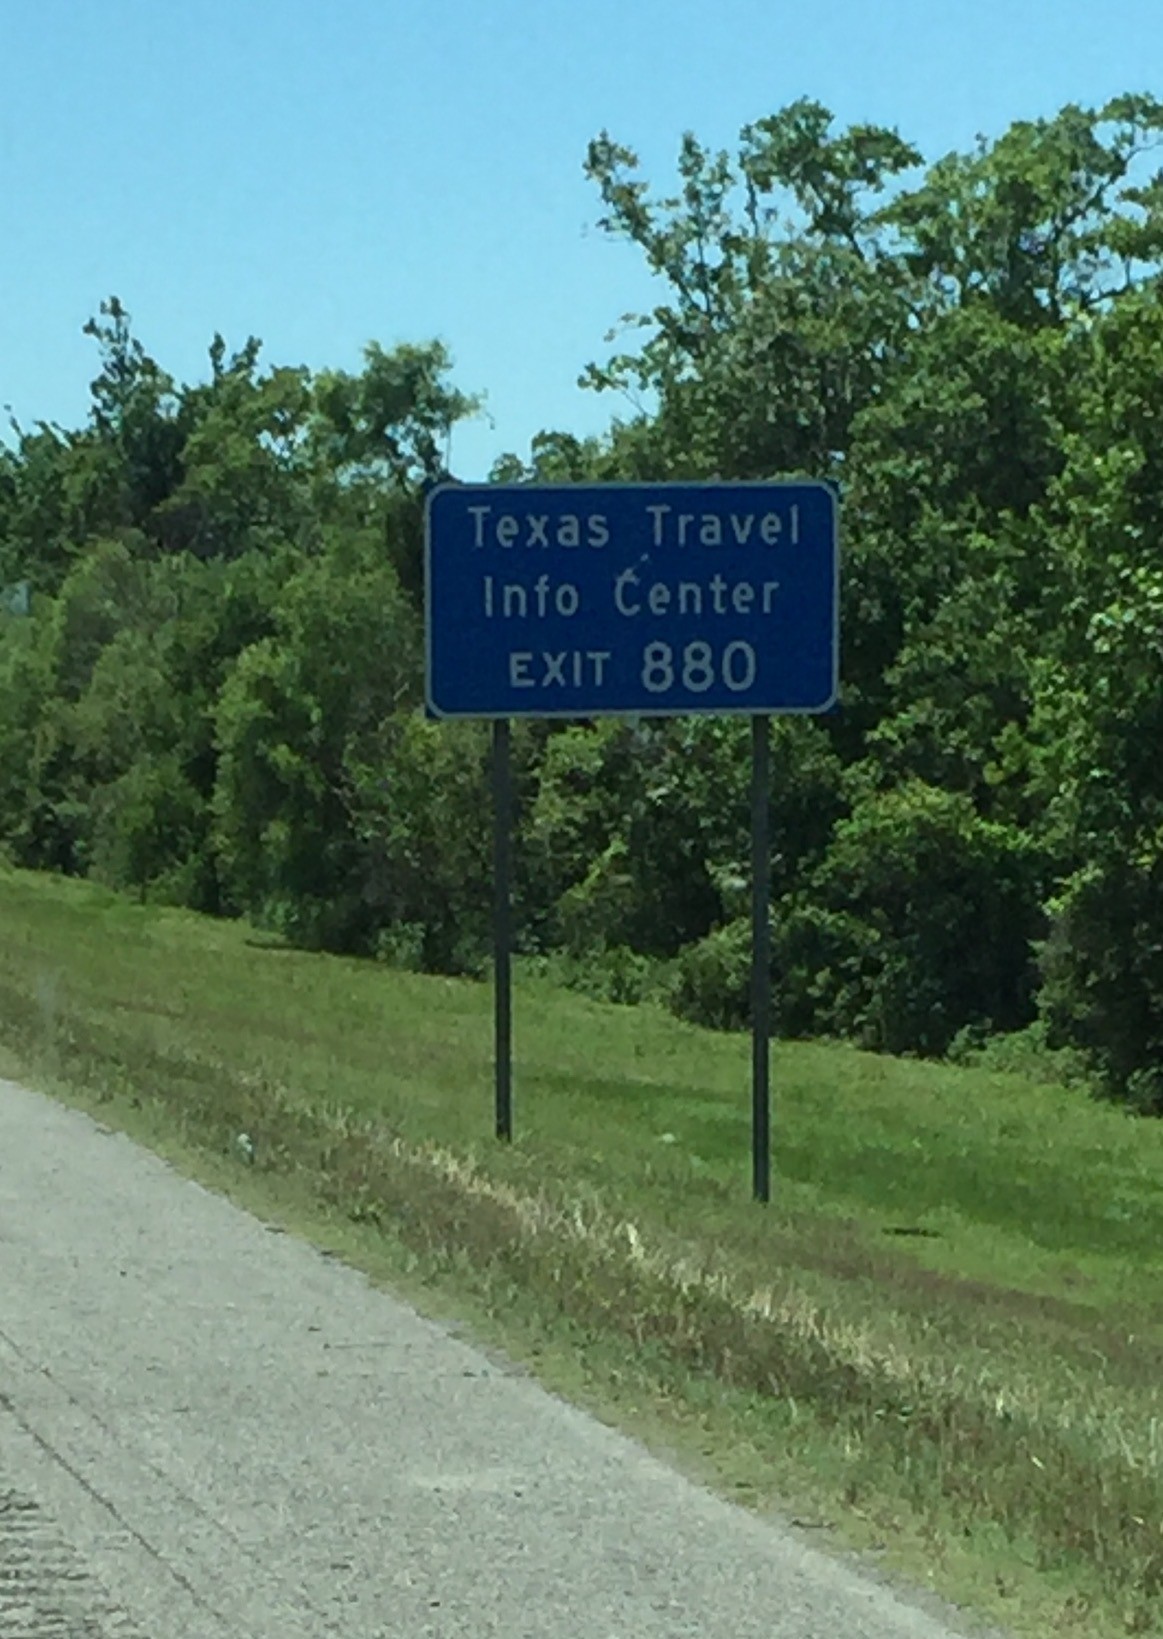 Texas Travel
Info Center
EXIT 880